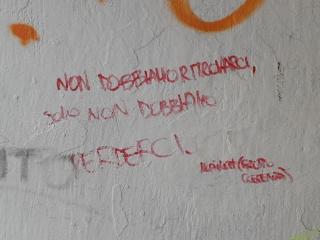 NON DOBBIAMO RITROVARCI,
SOLO NON DOBBIAMO
PERDERCI.